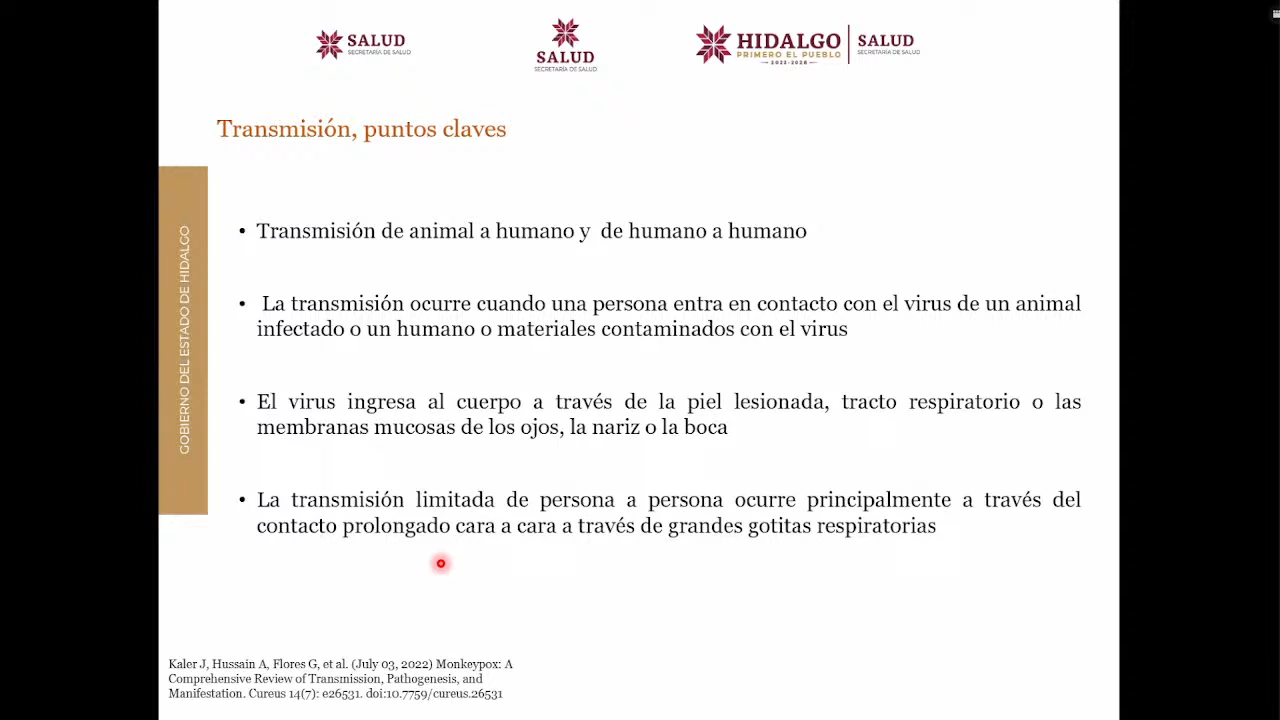 SALUD
SECRETARÍA DE SALUD
SALUD
SECRETARÍA DE SALUD
HIDALGO
PRIMERO EL PUEBLO
2022-2028
SALUD
SECRETARÍA DE SALUD
Transmisión, puntos claves
GOBIERNO DEL ESTADO DE HIDALGO
• Transmisión de animal a humano y de humano a humano
• La transmisión ocurre cuando una persona entra en contacto con el virus de un animal
infectado o un humano o materiales contaminados con el virus
• El virus ingresa al cuerpo a través de la piel lesionada, tracto respiratorio o las
membranas mucosas de los ojos, la nariz o la boca
• La transmisión limitada de persona a persona ocurre principalmente a través del
contacto prolongado cara a cara a través de grandes gotitas respiratorias
Kaler J, Hussain A, Flores G, et al. (July 03, 2022) Monkeypox: A
Comprehensive Review of Transmission, Pathogenesis, and
Manifestation. Cureus 14(7): e26531. doi:10.7759/cureus.26531